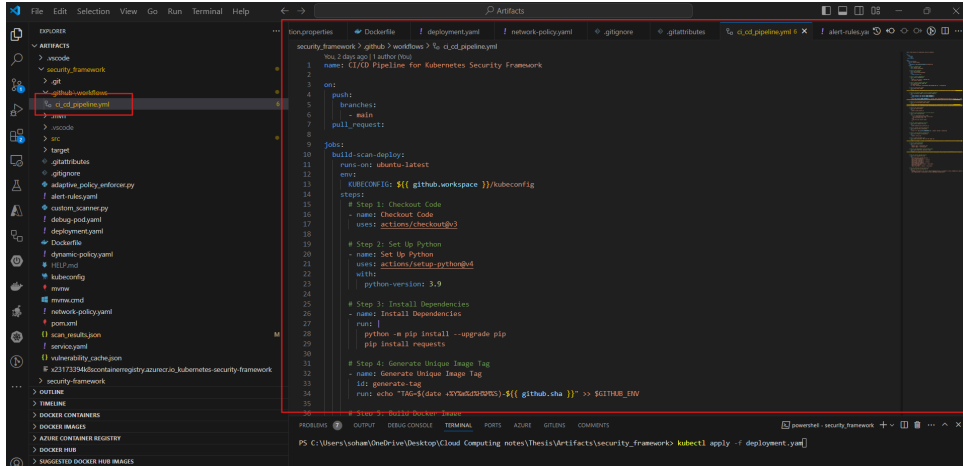 File Edit Selection View Go Run Terminal Help
Artifacts
EXPLORER
ARTIFACTS
.vscode
security_framework
.git
.github\workflows
ci_cd_pipeline.yml 6
.mvn
.vscode
src
target
.gitattributes
.gitignore
adaptive_policy_enforcer.py
alert-rules.yaml
custom_scanner.py
debug-pod.yaml
deployment.yaml
Dockerfile
dynamic-policy.yaml
HELP.md
kubeconfig
mvnw
mvnw.cmd
network-policy.yaml
pom.xml
scan_results.json M
service.yaml
vulnerability_cache.json
x23173394k8scontainerregistry.azurecr.io_kubernetes-security-framework
security-framework
OUTLINE
TIMELINE
DOCKER CONTAINERS
DOCKER IMAGES
AZURE CONTAINER REGISTRY
DOCKER HUB
SUGGESTED DOCKER HUB IMAGES
tion.properties Dockerfile deployment.yaml network-policy.yaml .gitignore .gitattributes ci_cd_pipeline.yml 6 alert-rules.ya
security_framework > .github > workflows > ci_cd_pipeline.yml
You, 2 days ago | 1 author (You)
1 name: CI/CD Pipeline for Kubernetes Security Framework
2
3 on:
4 push:
5 branches:
6 - main
7 pull_request:
8
9 jobs:
10 build-scan-deploy:
11 runs-on: ubuntu-latest
12 env:
13 KUBECONFIG: ${{ github.workspace }}/kubeconfig
14 steps:
15 # Step 1: Checkout Code
16 - name: Checkout Code
17 uses: actions/checkout@v3
18
19 # Step 2: Set Up Python
20 - name: Set Up Python
21 uses: actions/setup-python@v4
22 with:
23 python-version: 3.9
24
25 # Step 3: Install Dependencies
26 - name: Install Dependencies
27 run: |
28 python -m pip install --upgrade pip
29 pip install requests
30
31 # Step 4: Generate Unique Image Tag
32 - name: Generate Unique Image Tag
33 id: generate-tag
34 run: echo "TAG=$(date +%Y%m%d%H%M%S)-${{ github.sha }}" >> $GITHUB_ENV
35
36 # Step 5: Build Docker Image
PROBLEMS 7 OUTPUT DEBUG CONSOLE TERMINAL PORTS AZURE GITLENS COMMENTS
powershell - security_framework
PS C:\Users\soham\OneDrive\Desktop\Cloud Computing notes\Thesis\Artifacts\security_framework> kubectl apply -f deployment.yaml